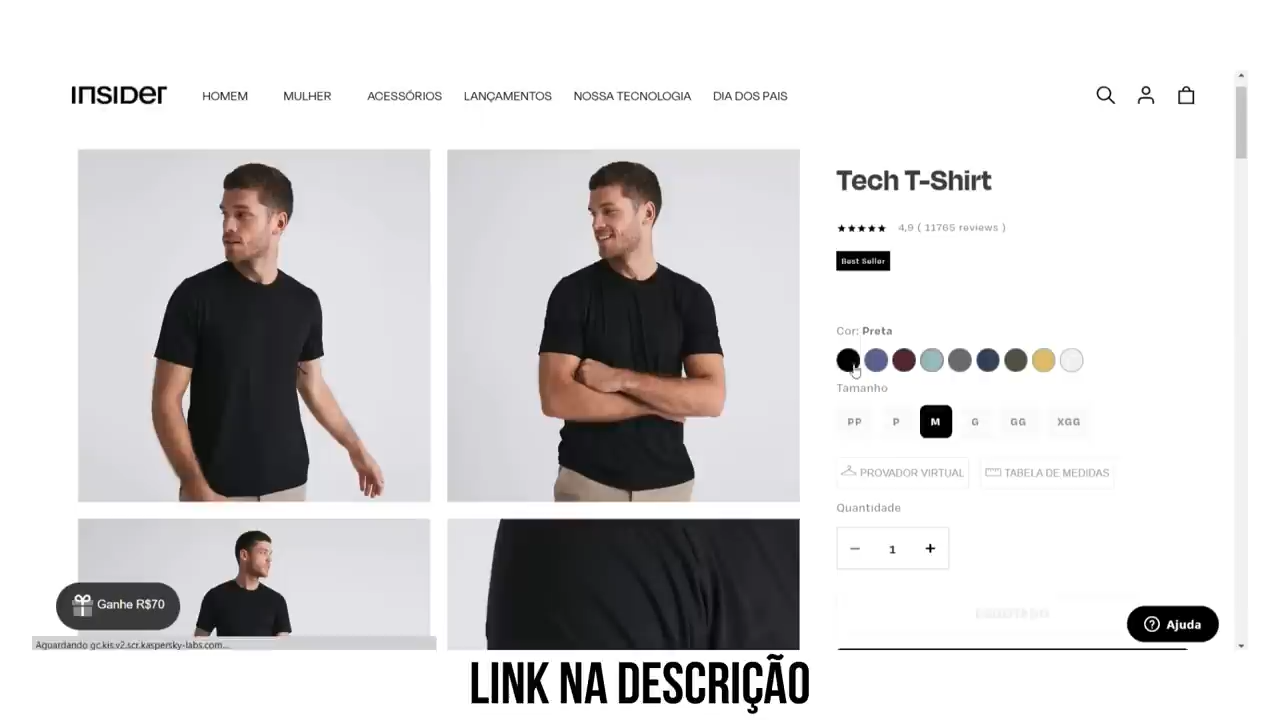 INSIDER
HOMEM
MULHER
ACESSÓRIOS
LANÇAMENTOS
NOSSA TECNOLOGIA
DIA DOS PAIS
Tech T-Shirt
4,9 ( 11765 reviews )
Best Seller
Cor: Preta
Tamanho
PP P M G GG XGG
PROVADOR VIRTUAL
TABELA DE MEDIDAS
Quantidade
1
Ganhe R$70
Ajuda
Aguardando gc.kis.v2.scr.kaspersky-labs.com...
LINK NA DESCRIÇÃO